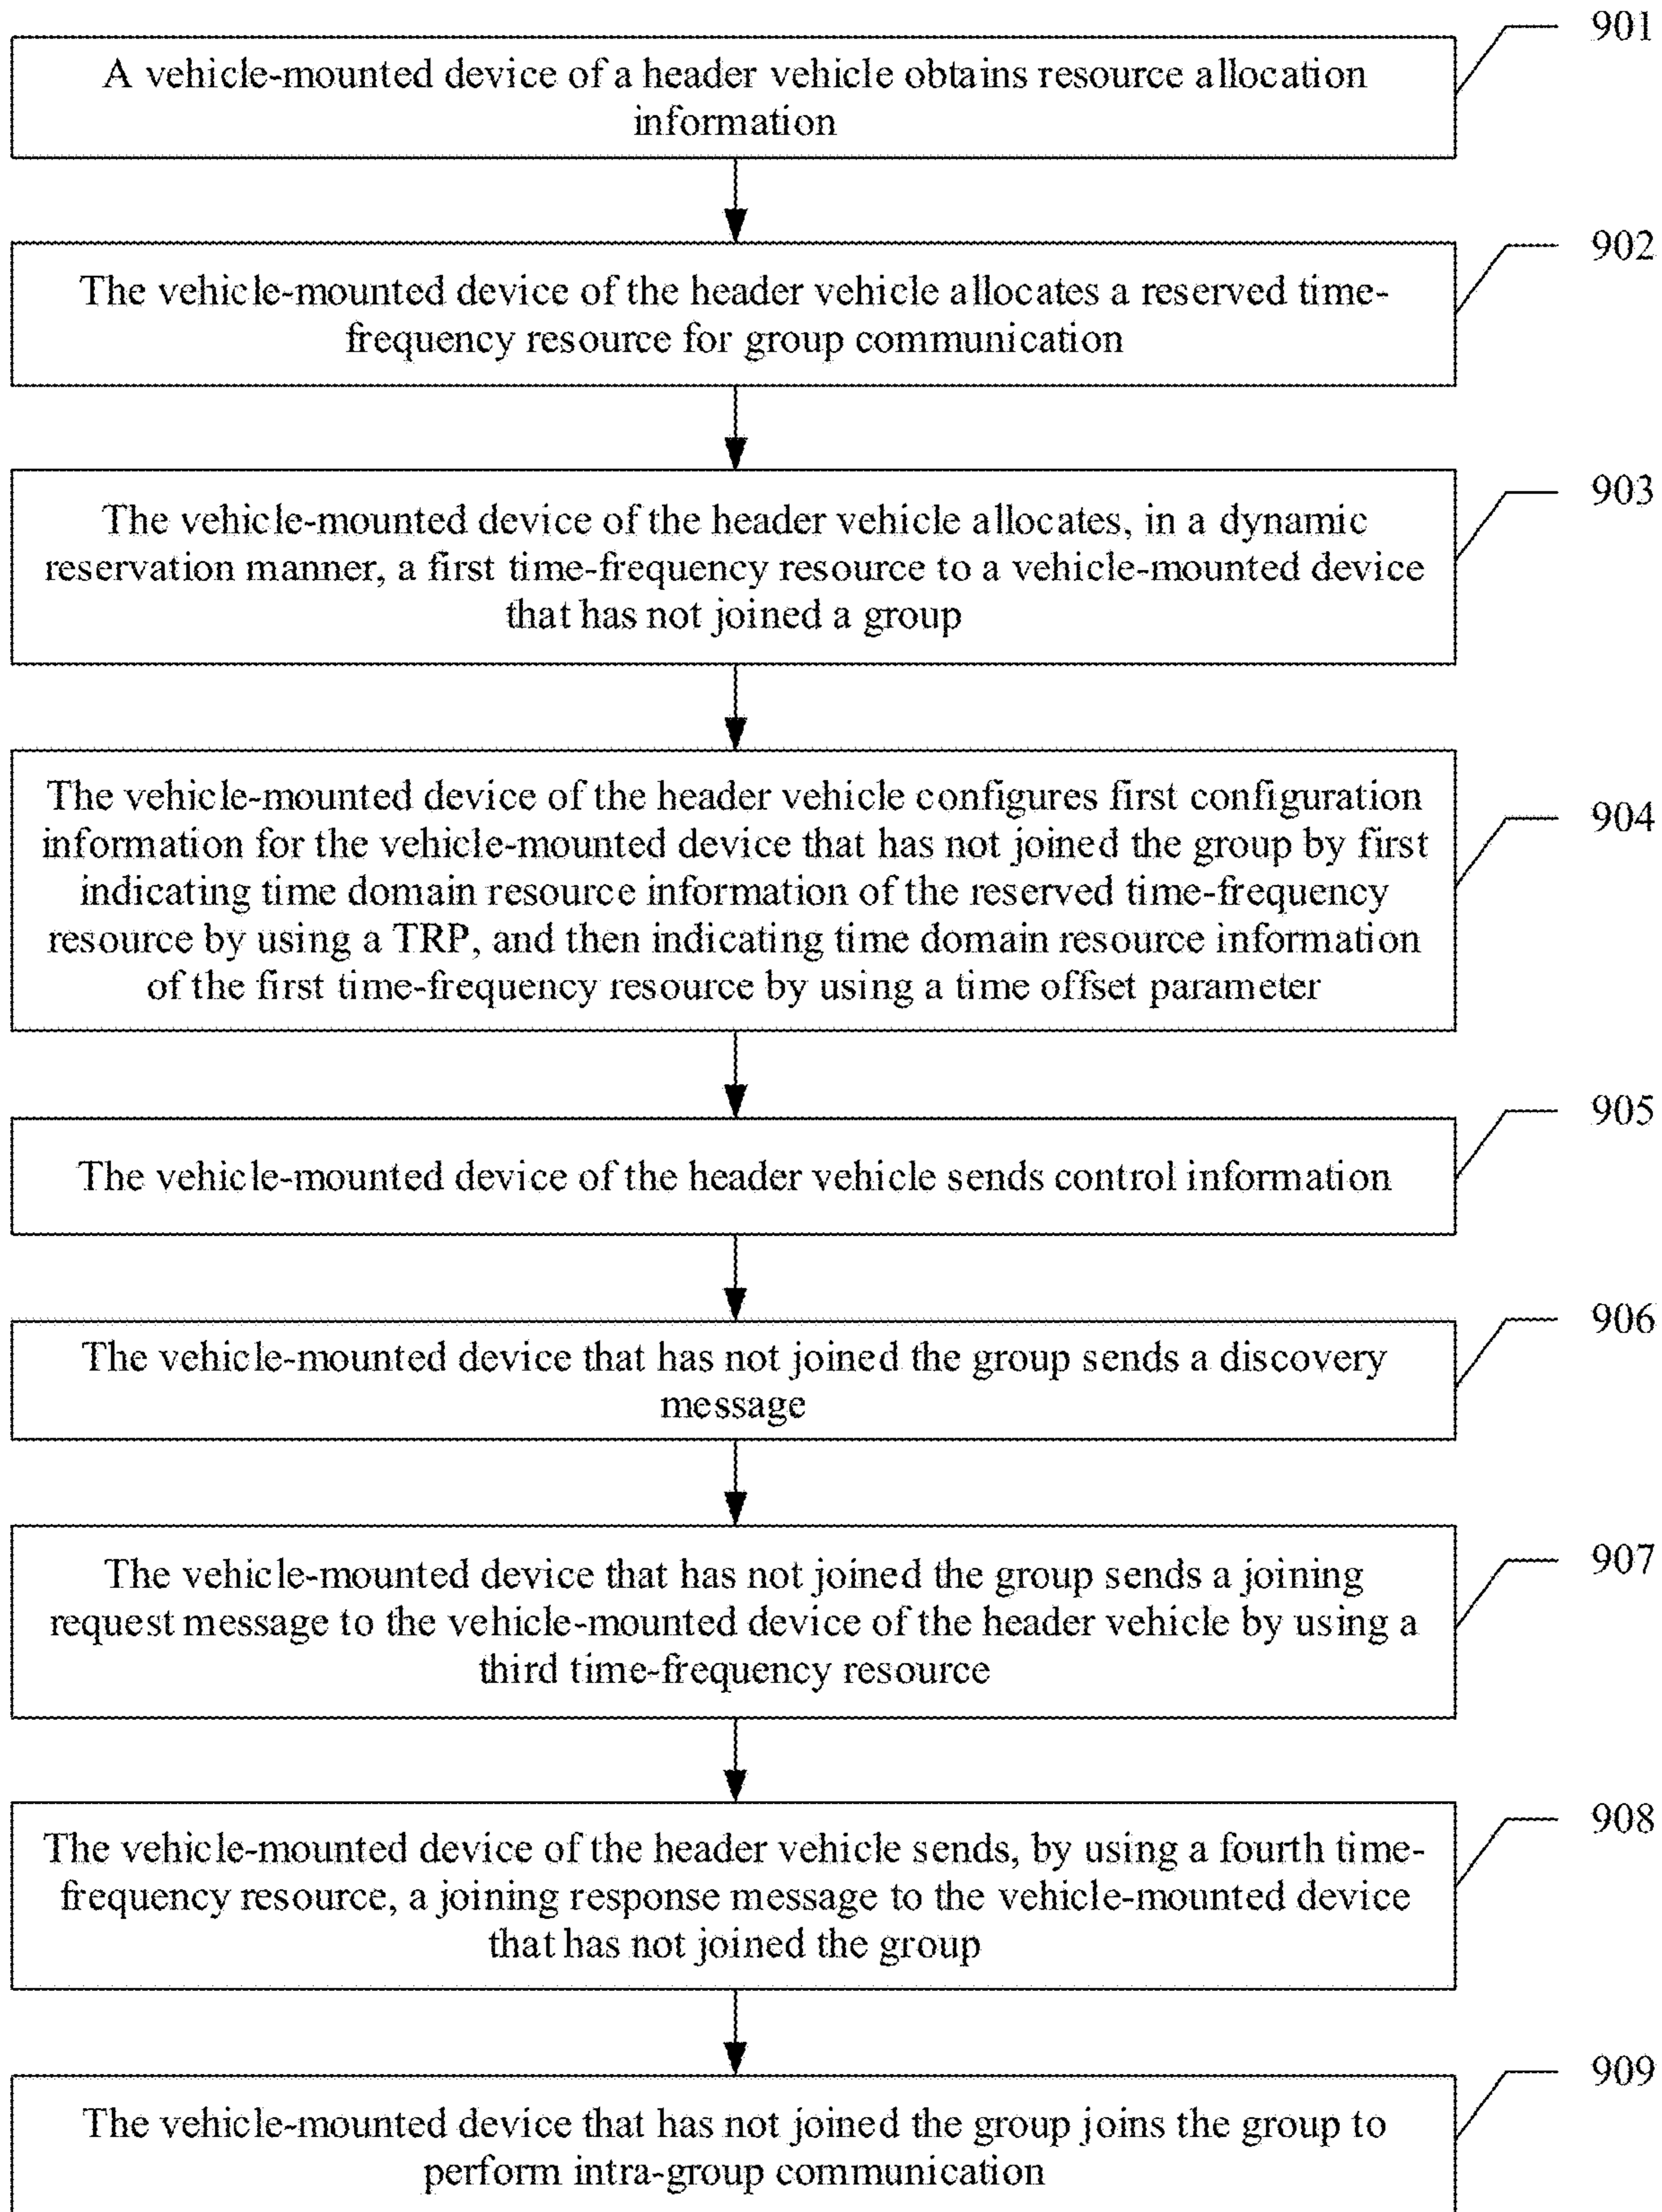 901
A vehicle-mounted device of a header vehicle obtains resource allocation
information
902
The vehicle-mounted device of the header vehicle allocates a reserved time-
frequency resource for group communication
903
The vehicle-mounted device of the header vehicle allocates, in a dynamic
reservation manner, a first time-frequency resource to a vehicle-mounted device
that has not joined a group
904
The vehicle-mounted device of the header vehicle configures first configuration
information for the vehicle-mounted device that has not joined the group by first
indicating time domain resource information of the reserved time-frequency
resource by using a TRP, and then indicating time domain resource information
of the first time-frequency resource by using a time offset parameter
905
The vehicle-mounted device of the header vehicle sends control information
906
The vehicle-mounted device that has not joined the group sends a discovery
message
907
The vehicle-mounted device that has not joined the group sends a joining
request message to the vehicle-mounted device of the header vehicle by using a
third time-frequency resource
908
The vehicle-mounted device of the header vehicle sends, by using a fourth time-
frequency resource, a joining response message to the vehicle-mounted device
that has not joined the group
909
The vehicle-mounted device that has not joined the group joins the group to
perform intra-group communication